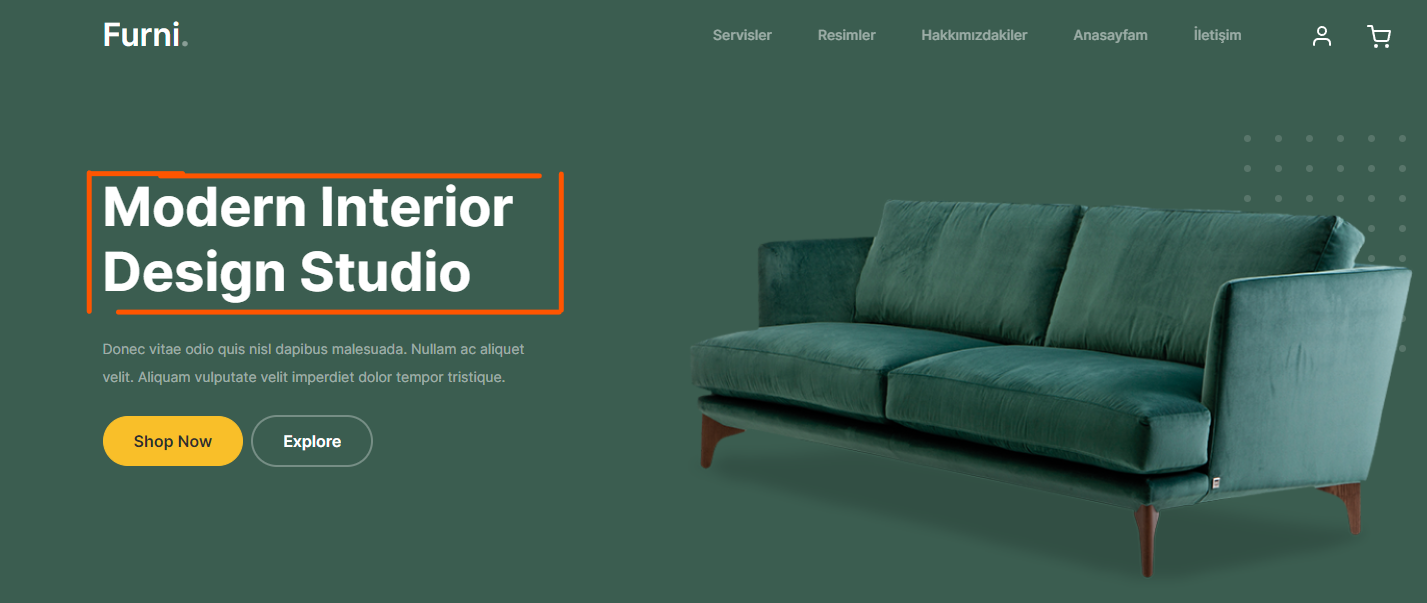 Furni.
Servisler Resimler Hakkımızdakiler Anasayfam İletişim
Modern Interior
Design Studio
Donec vitae odio quis nisl dapibus malesuada. Nullam ac aliquet
velit. Aliquam vulputate velit imperdiet dolor tempor tristique.
Shop Now Explore